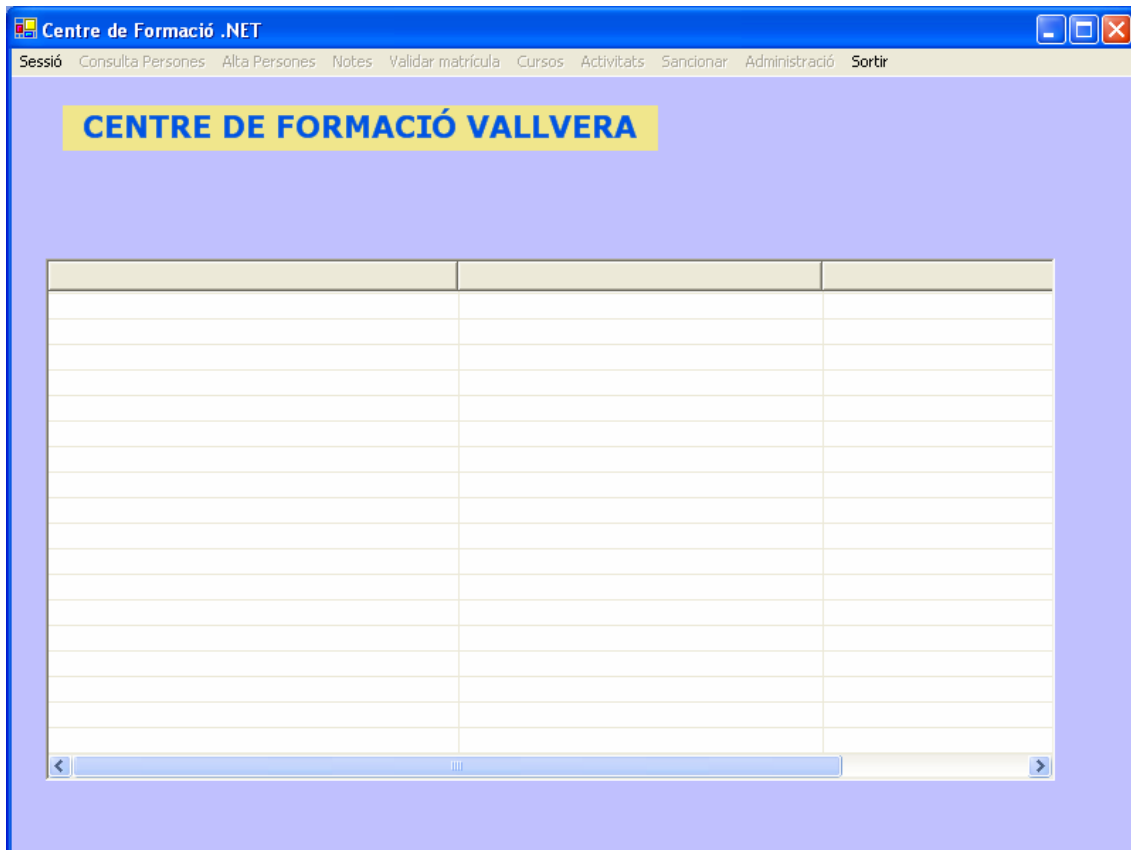 Centre de Formació .NET
Sessió Consulta Persones Alta Persones Notes Validar matrícula Cursos Activitats Sancionar Administració Sortir
CENTRE DE FORMACIÓ VALLVERA